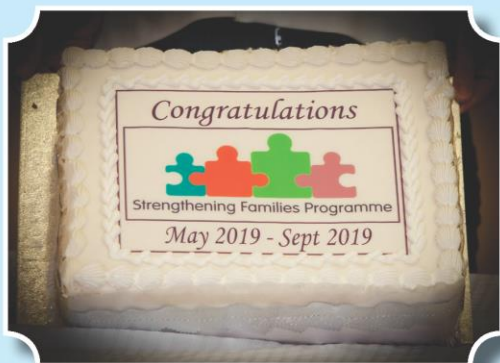 Congratulations
Strengthening Families Programme
May 2019 - Sept 2019